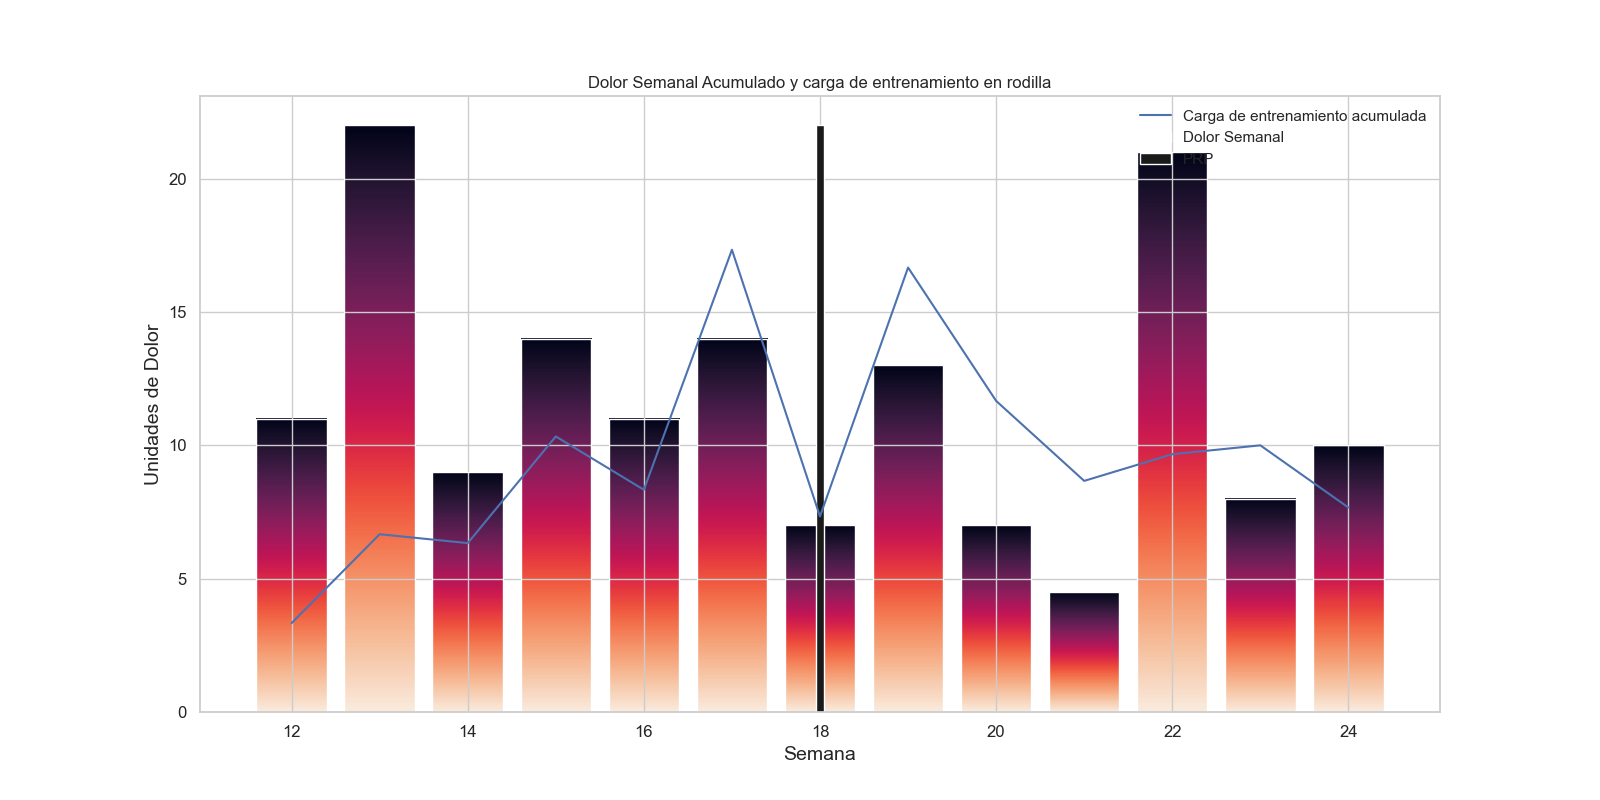 Dolor Semanal Acumulado y carga de entrenamiento en rodilla
Carga de entrenamiento acumulada
Dolor Semanal
PRP
Unidades de Dolor
20
15
10
5
0
12 14 16 18 20 22 24
Semana